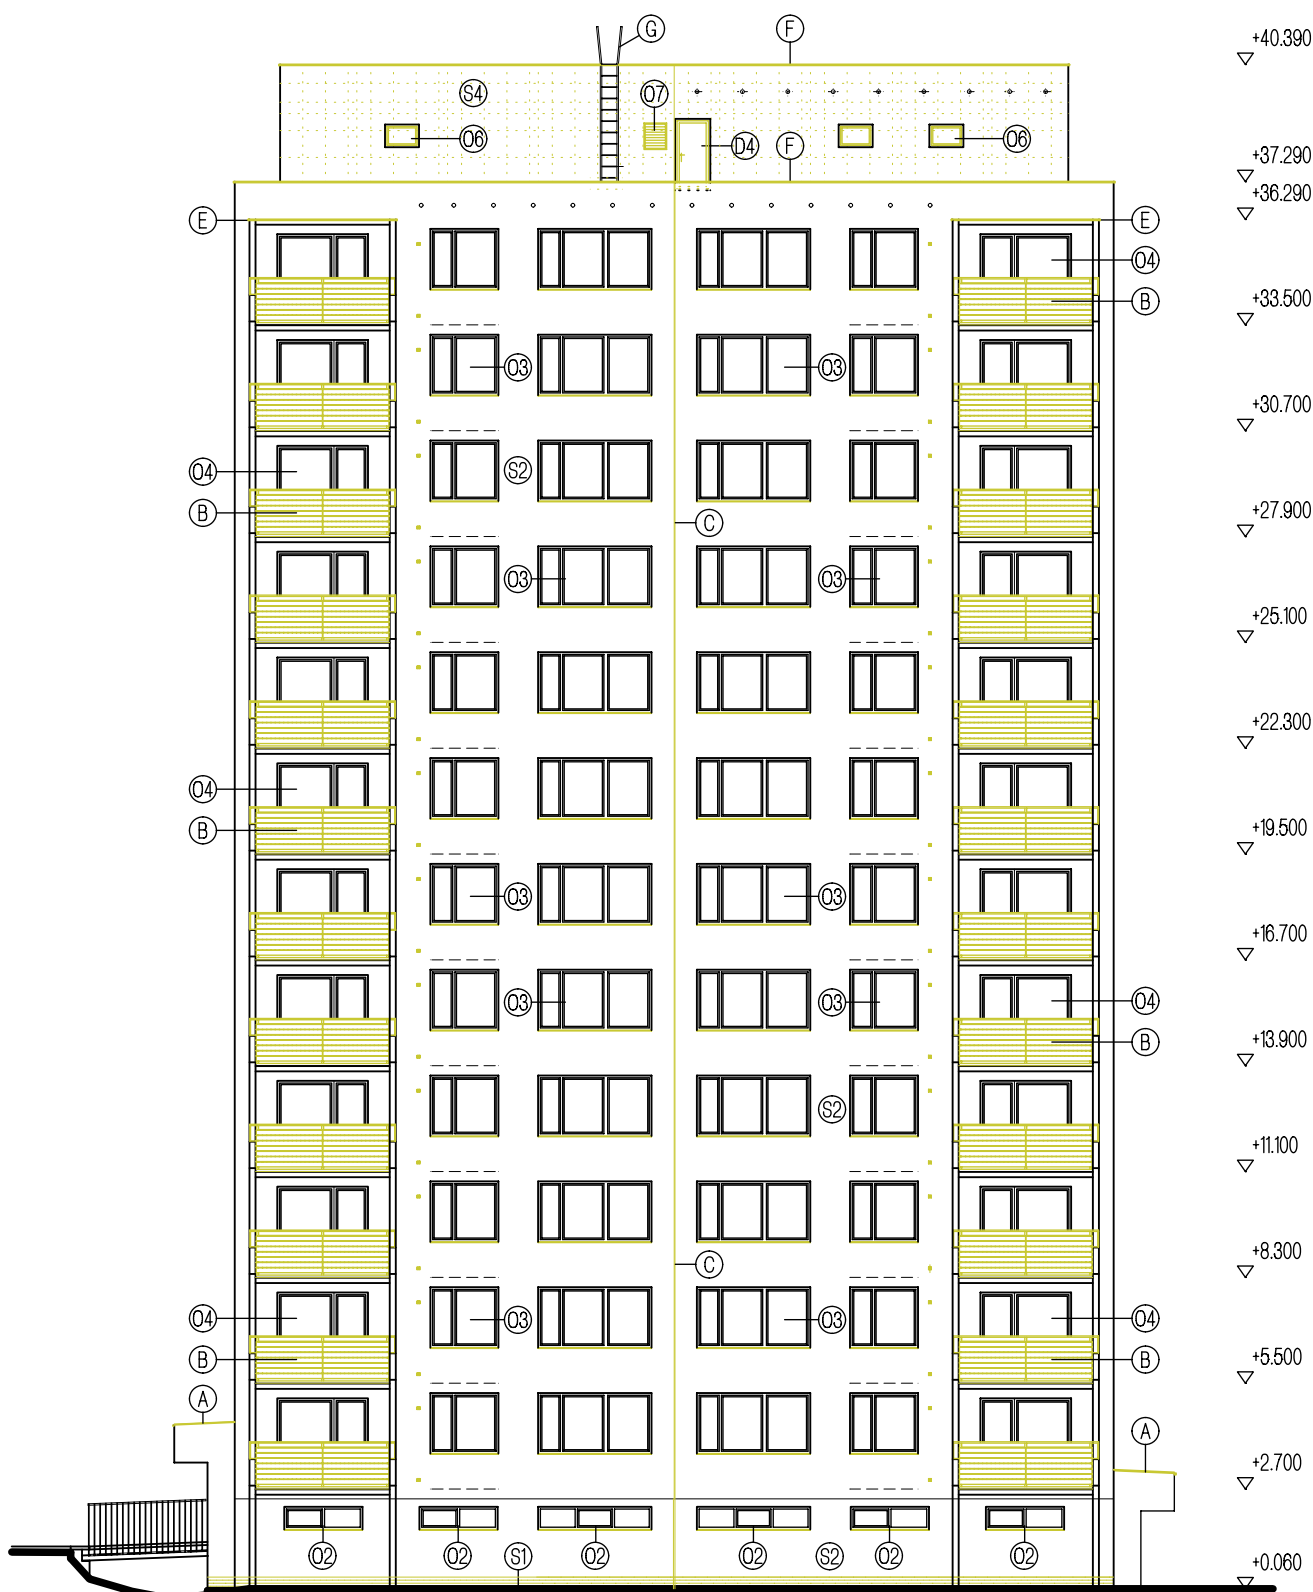 G
F
+40.390
S4
O7
O6
D4
F
O6
+37.290
+36.290
E
E
O4
B
+33.500
O3
O3
+30.700
O4
S2
B
C
+27.900
O3
O3
+25.100
+22.300
O4
B
+19.500
O3
O3
+16.700
O3
O3
O4
B
+13.900
S2
+11.100
C
+8.300
O4
O3
O3
O4
B
B
+5.500
A
A
+2.700
O2
O2
S1
O2
O2
S2
O2
O2
+0.060